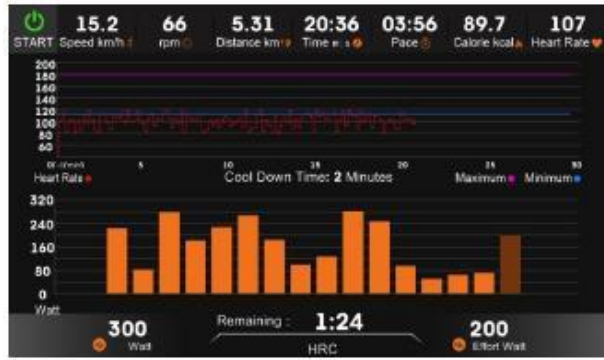 15.2 66 5.31 20:36 03:56 89.7 107
START Speed km/h rpm Distance km Time m: s Pace Calorie kcal Heart Rate
200
180
160
140
120
100
80
60
5 10 15 20 25 30
Heart Rate Cool Down Time: 2 Minutes Maximum Minimum
320
240
160
80
0
Watt
300 Remaining : 1:24 200
Watt HRC Effort Watt